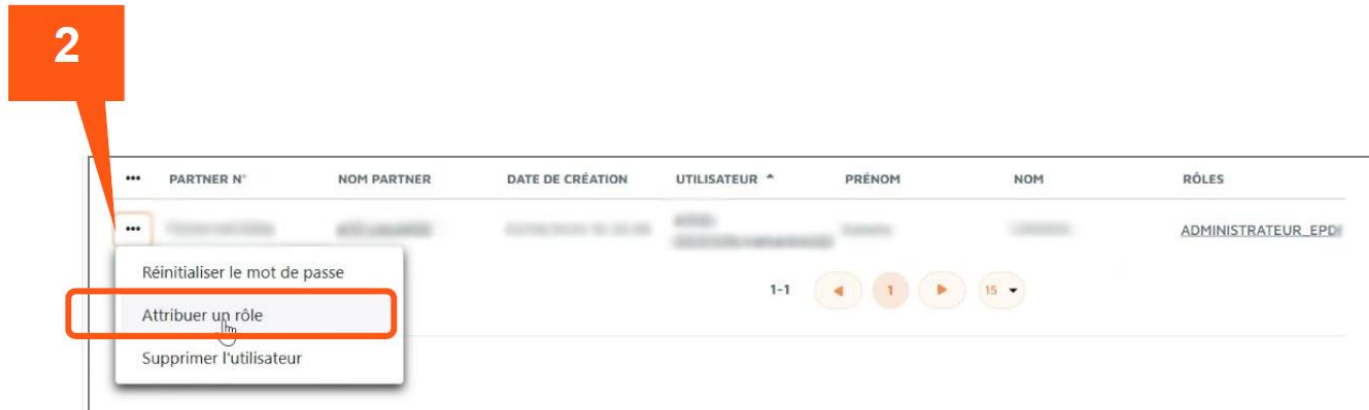 2
••• PARTNER N° NOM PARTNER DATE DE CRÉATION UTILISATEUR PRÉNOM NOM RÔLES
••• ADMINISTRATEUR_EPDI
Réinitialiser le mot de passe
1-1 1 15
Attribuer un rôle
Supprimer l'utilisateur